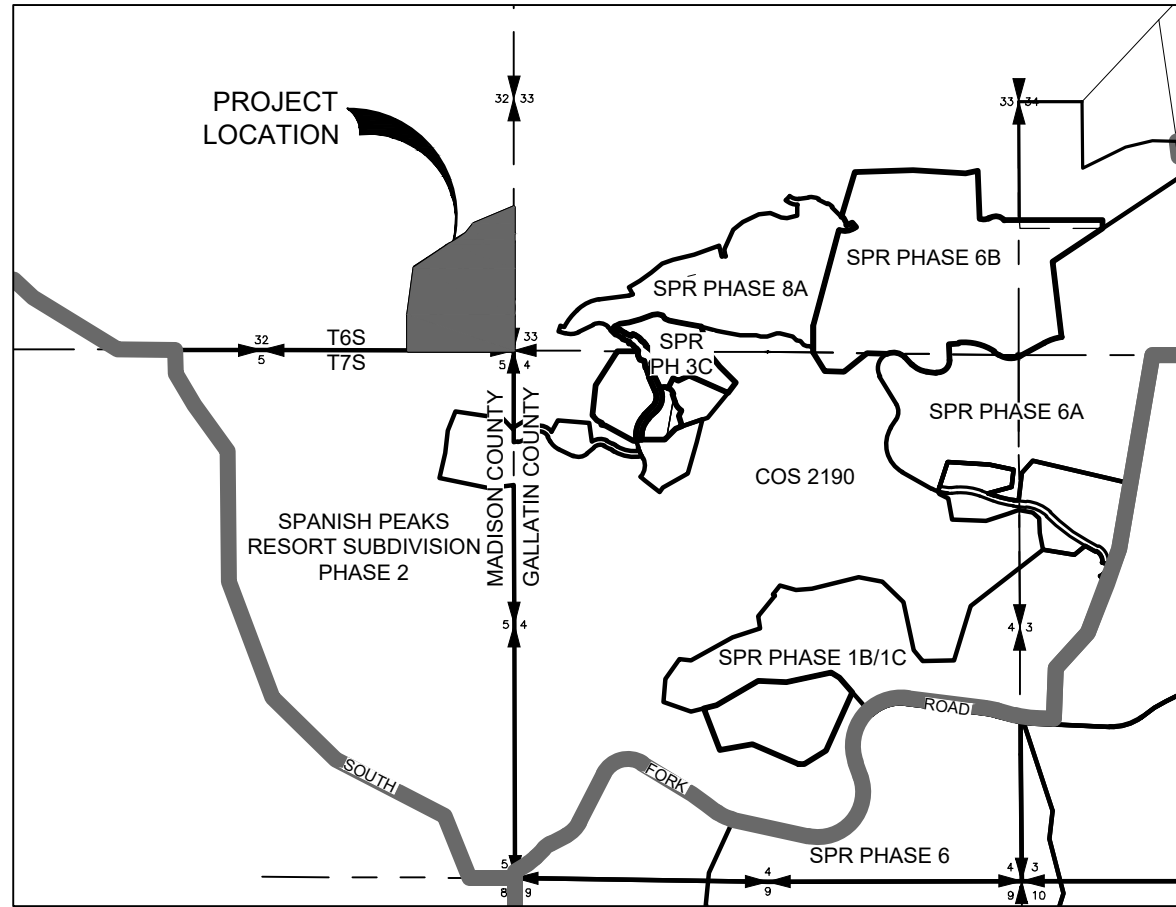 PROJECT
LOCATION
32 33
33 34
SPR PHASE 6B
SPR PHASE 8A
32
5
T6S
T7S
33
5 4
SPR
PH 3C
SPR PHASE 6A
MADISON COUNTY
GALLATIN COUNTY
COS 2190
SPANISH PEAKS
RESORT SUBDIVISION
PHASE 2
5 4
4 3
SPR PHASE 1B/1C
ROAD
SOUTH
FORK
SPR PHASE 6
5
8 9
4
9
4 3
9 10